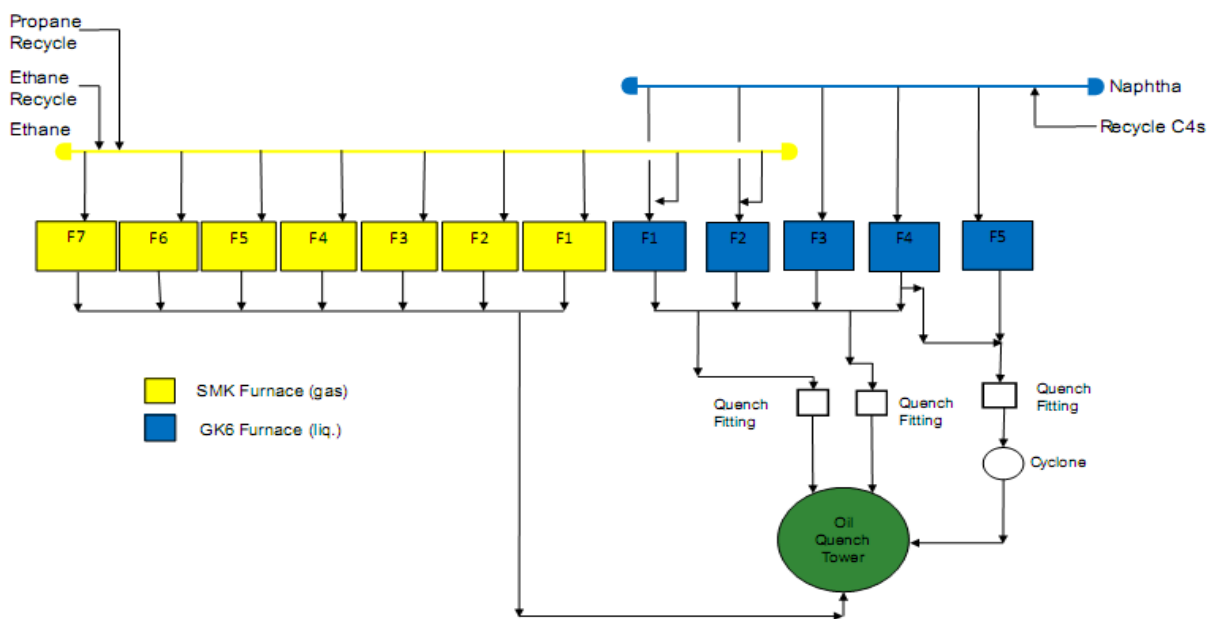 Propane
Recycle
Ethane
Recycle
Ethane
Naphtha
Recycle C4s
F7
F6
F5
F4
F3
F2
F1
F1
F2
F3
F4
F5
SMK Furnace (gas)
GK6 Furnace (liq.)
Quench
Fitting
Quench
Fitting
Quench
Fitting
Cyclone
Oil
Quench
Tower